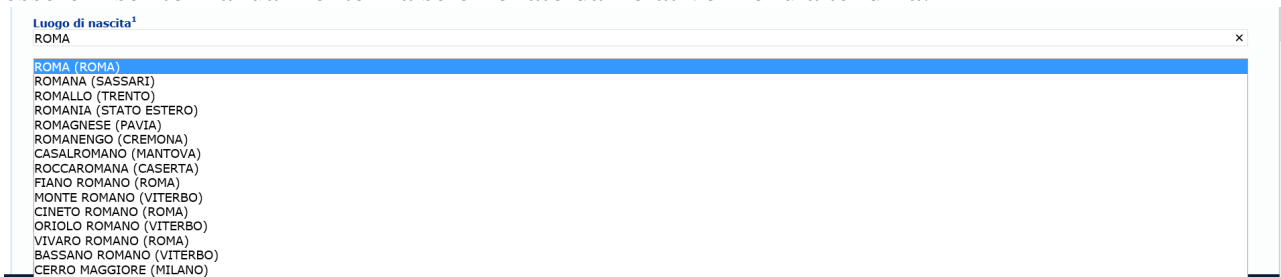 Luogo di nascita¹
ROMA ×
ROMA (ROMA)
ROMANA (SASSARI)
ROMALLO (TRENTO)
ROMANIA (STATO ESTERO)
ROMAGNESE (PAVIA)
ROMANENGO (CREMONA)
CASALROMANO (MANTOVA)
ROCCAROMANA (CASERTA)
FIANO ROMANO (ROMA)
MONTE ROMANO (VITERBO)
CINETO ROMANO (ROMA)
ORIOLO ROMANO (VITERBO)
VIVARO ROMANO (ROMA)
BASSANO ROMANO (VITERBO)
CERRO MAGGIORE (MILANO)